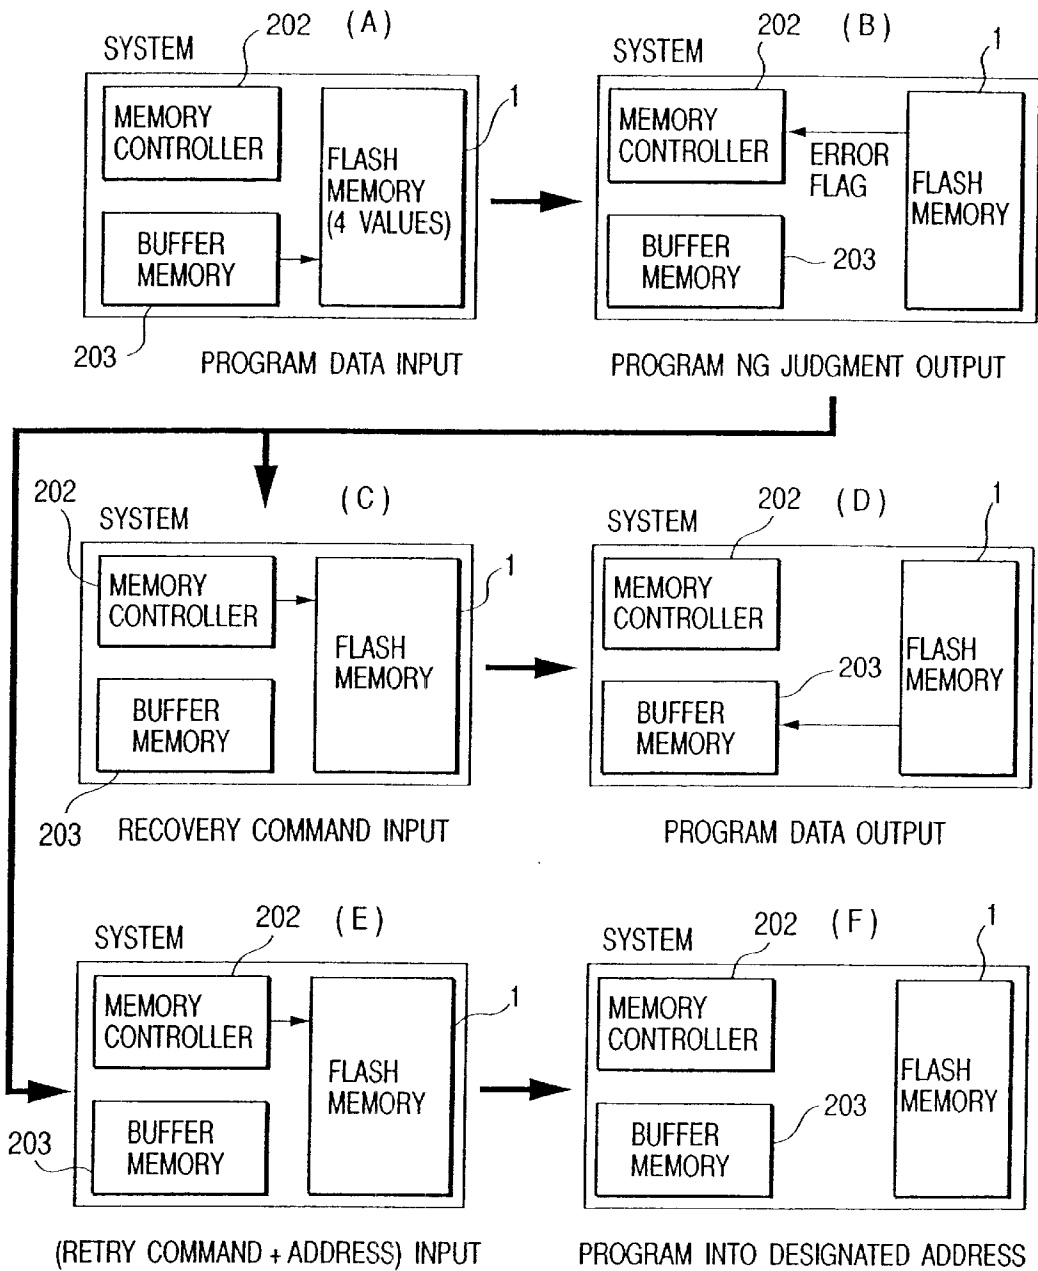 202 (A)
SYSTEM
1
MEMORY
CONTROLLER
FLASH
MEMORY
(4 VALUES)
BUFFER
MEMORY
203
PROGRAM DATA INPUT
202 (B)
SYSTEM
1
MEMORY
CONTROLLER
ERROR
FLAG
FLASH
MEMORY
BUFFER
MEMORY
203
PROGRAM NG JUDGMENT OUTPUT
202
(C)
SYSTEM
1
MEMORY
CONTROLLER
FLASH
MEMORY
BUFFER
MEMORY
203
RECOVERY COMMAND INPUT
202 (D)
SYSTEM
1
MEMORY
CONTROLLER
FLASH
MEMORY
203
BUFFER
MEMORY
PROGRAM DATA OUTPUT
202 (E)
SYSTEM
1
MEMORY
CONTROLLER
FLASH
MEMORY
BUFFER
MEMORY
203
(RETRY COMMAND + ADDRESS) INPUT
202 (F)
SYSTEM
1
MEMORY
CONTROLLER
FLASH
MEMORY
203
BUFFER
MEMORY
PROGRAM INTO DESIGNATED ADDRESS